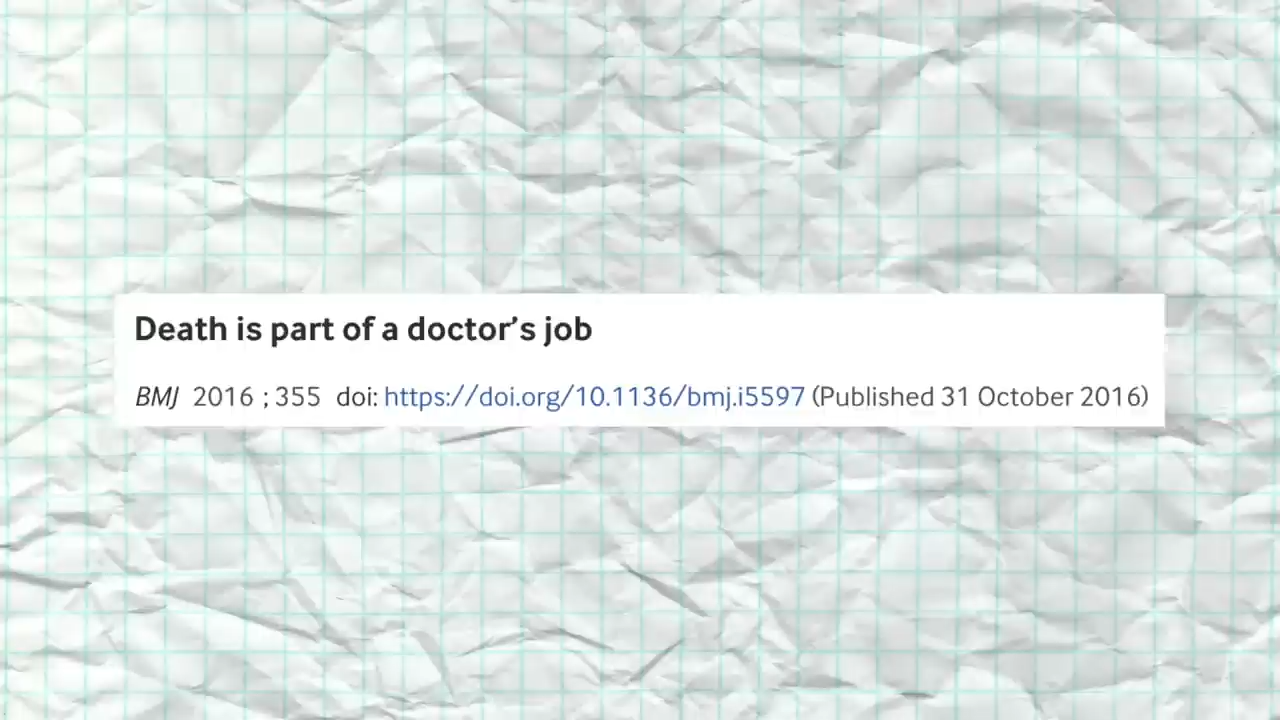 Death is part of a doctor’s job
BMJ 2016 ; 355 doi: https://doi.org/10.1136/bmj.i5597 (Published 31 October 2016)